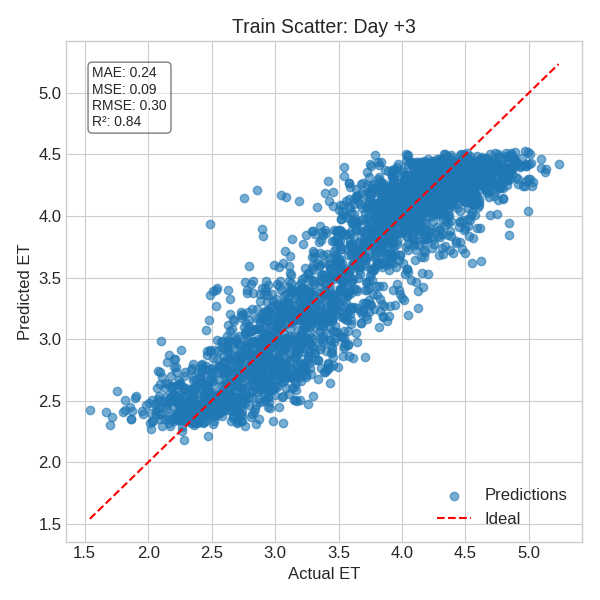 Train Scatter: Day +3
MAE: 0.24
MSE: 0.09
RMSE: 0.30
R²: 0.84
Predicted ET
5.0
4.5
4.0
3.5
3.0
2.5
2.0
1.5
Predictions
Ideal
1.5 2.0 2.5 3.0 3.5 4.0 4.5 5.0
Actual ET